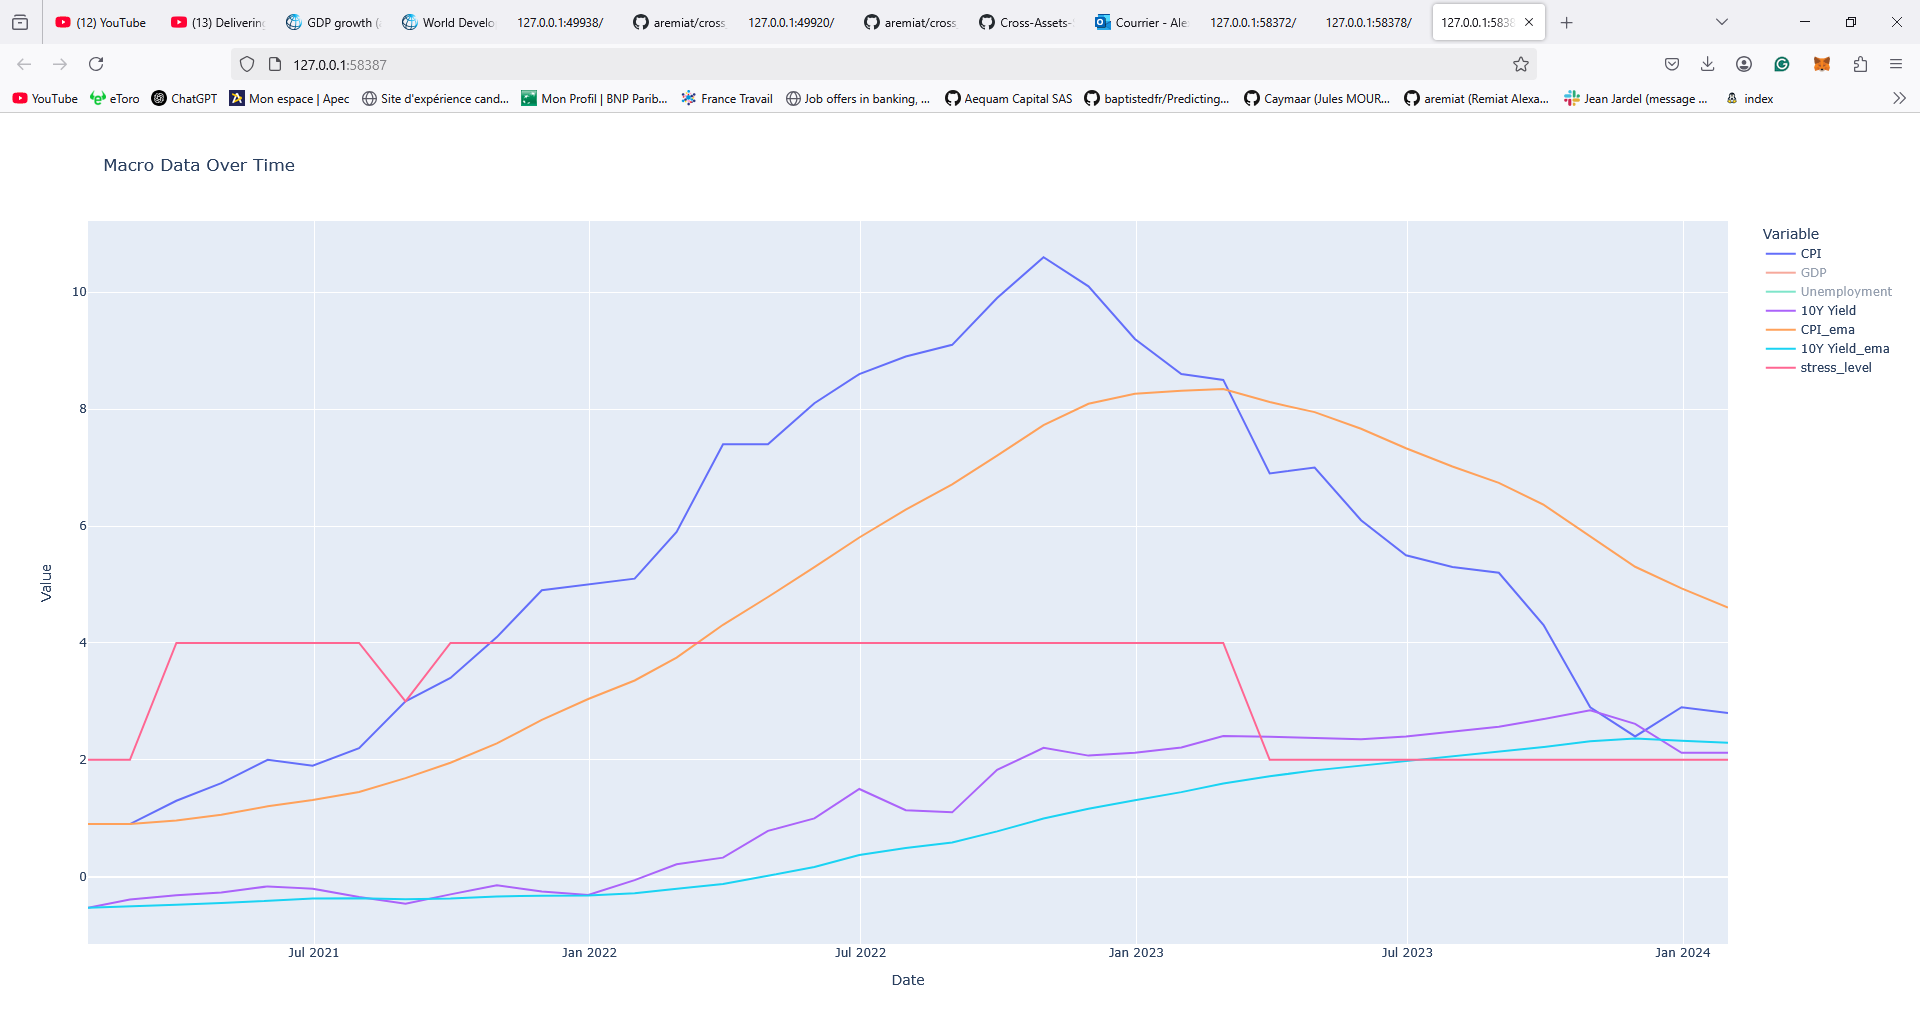 (12) YouTube
(13) Delivering
GDP growth (a
World Develo
127.0.0.1:49938/
aremiat/cross
127.0.0.1:49920/
aremiat/cross
Cross-Assets-
Courrier - Ale
127.0.0.1:58372/
127.0.0.1:58378/
127.0.0.1:5838
127.0.0.1:58387
YouTube
eToro
ChatGPT
Mon espace | Apec
Site d'expérience cand...
Mon Profil | BNP Parib...
France Travail
Job offers in banking, ...
Aequam Capital SAS
baptistedfr/Predicting...
Caymaar (Jules MOUR...
aremiat (Remiat Alexa...
Jean Jardel (message ...
index
Macro Data Over Time
Variable
CPI
GDP
Unemployment
10Y Yield
CPI_ema
10Y Yield_ema
stress_level
10
8
6
4
2
0
Value
Jul 2021
Jan 2022
Jul 2022
Jan 2023
Jul 2023
Jan 2024
Date